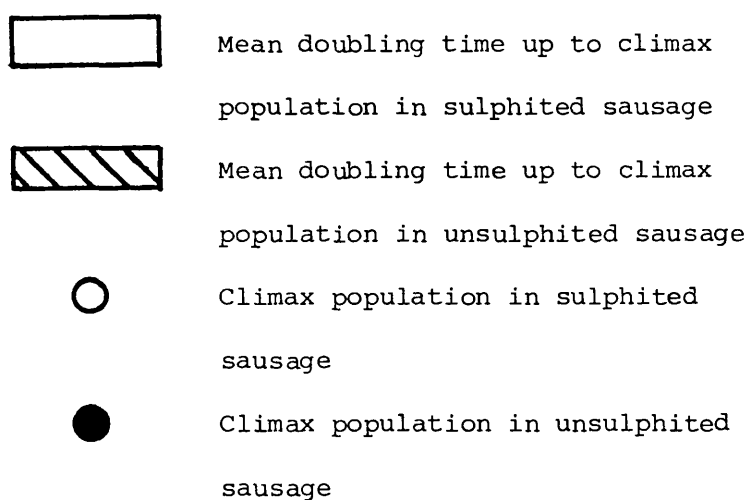 Mean doubling time up to climax
population in sulphited sausage
Mean doubling time up to climax
population in unsulphited sausage
Climax population in sulphited
sausage
Climax population in unsulphited
sausage